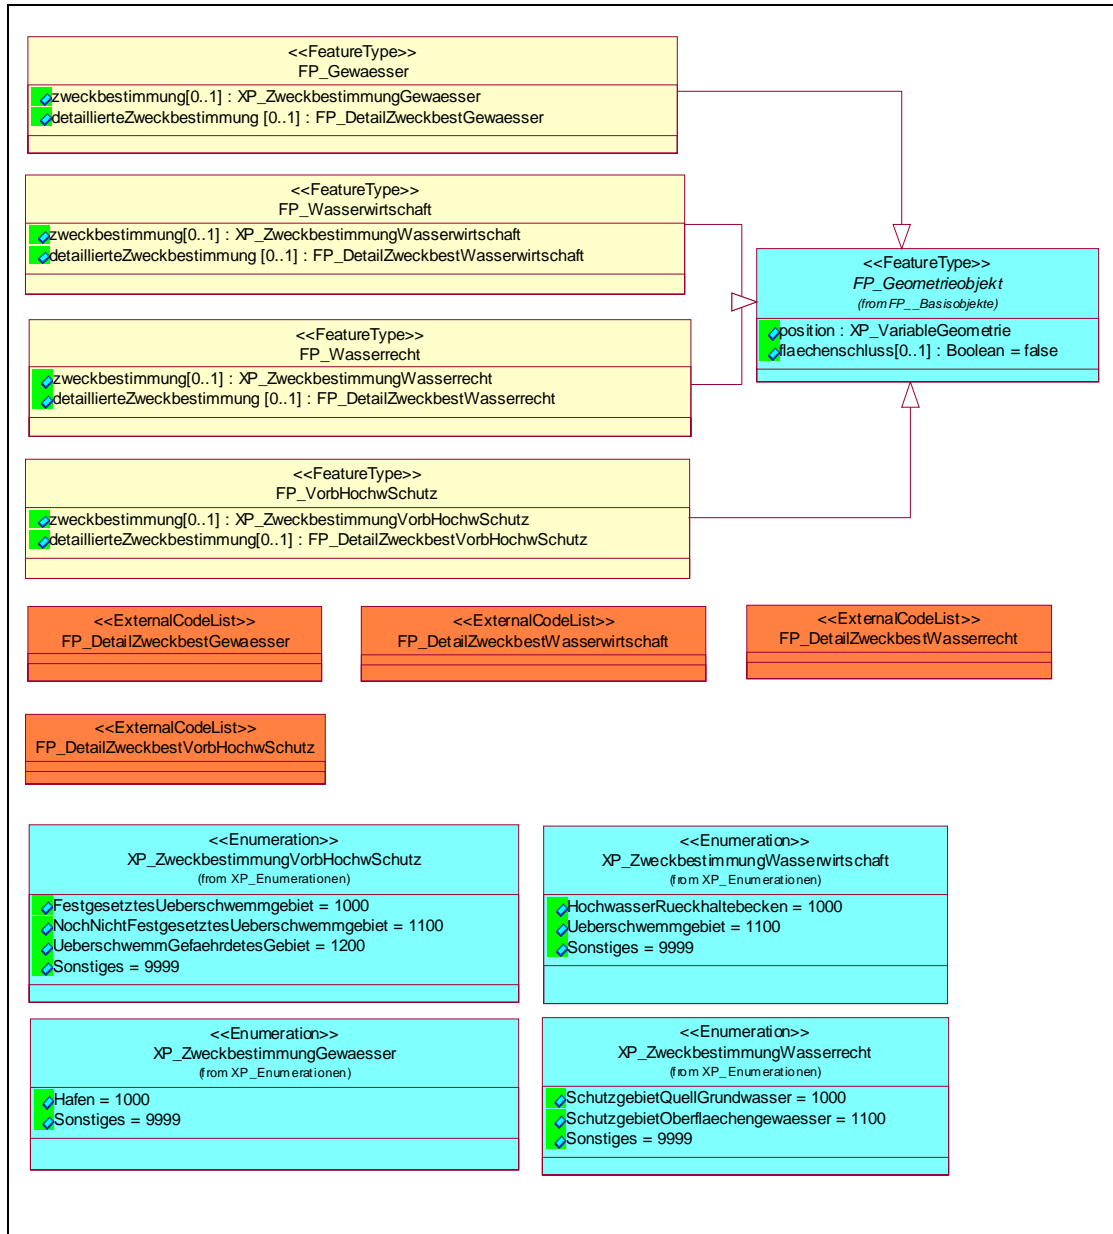 <<FeatureType>>
FP_Gewaesser
zweckbestimmung[0..1] : XP_ZweckbestimmungGewaesser
detaillierteZweckbestimmung [0..1] : FP_DetailZweckbestGewaesser
<<FeatureType>>
FP_Wasserwirtschaft
zweckbestimmung[0..1] : XP_ZweckbestimmungWasserwirtschaft
detaillierteZweckbestimmung [0..1] : FP_DetailZweckbestWasserwirtschaft
<<FeatureType>>
FP_Geometrieobjekt
(from FP__Basisobjekte)
position : XP_VariableGeometrie
flaechenschluss[0..1] : Boolean = false
<<FeatureType>>
FP_Wasserrecht
zweckbestimmung[0..1] : XP_ZweckbestimmungWasserrecht
detaillierteZweckbestimmung [0..1] : FP_DetailZweckbestWasserrecht
<<FeatureType>>
FP_VorbHochwSchutz
zweckbestimmung[0..1] : XP_ZweckbestimmungVorbHochwSchutz
detaillierteZweckbestimmung[0..1] : FP_DetailZweckbestVorbHochwSchutz
<<ExternalCodeList>>
FP_DetailZweckbestGewaesser
<<ExternalCodeList>>
FP_DetailZweckbestWasserwirtschaft
<<ExternalCodeList>>
FP_DetailZweckbestWasserrecht
<<ExternalCodeList>>
FP_DetailZweckbestVorbHochwSchutz
<<Enumeration>>
XP_ZweckbestimmungVorbHochwSchutz
(from XP_Enumerationen)
FestgesetztesUeberschwemmgebiet = 1000
NochNichtFestgesetztesUeberschwemmgebiet = 1100
UeberschwemmGefaehrdetesGebiet = 1200
Sonstiges = 9999
<<Enumeration>>
XP_ZweckbestimmungWasserwirtschaft
(from XP_Enumerationen)
HochwasserRueckhaltebecken = 1000
Ueberschwemmgebiet = 1100
Sonstiges = 9999
<<Enumeration>>
XP_ZweckbestimmungGewaesser
(from XP_Enumerationen)
Hafen = 1000
Sonstiges = 9999
<<Enumeration>>
XP_ZweckbestimmungWasserrecht
(from XP_Enumerationen)
SchutzgebietQuellGrundwasser = 1000
SchutzgebietOberflaechengewaesser = 1100
Sonstiges = 9999